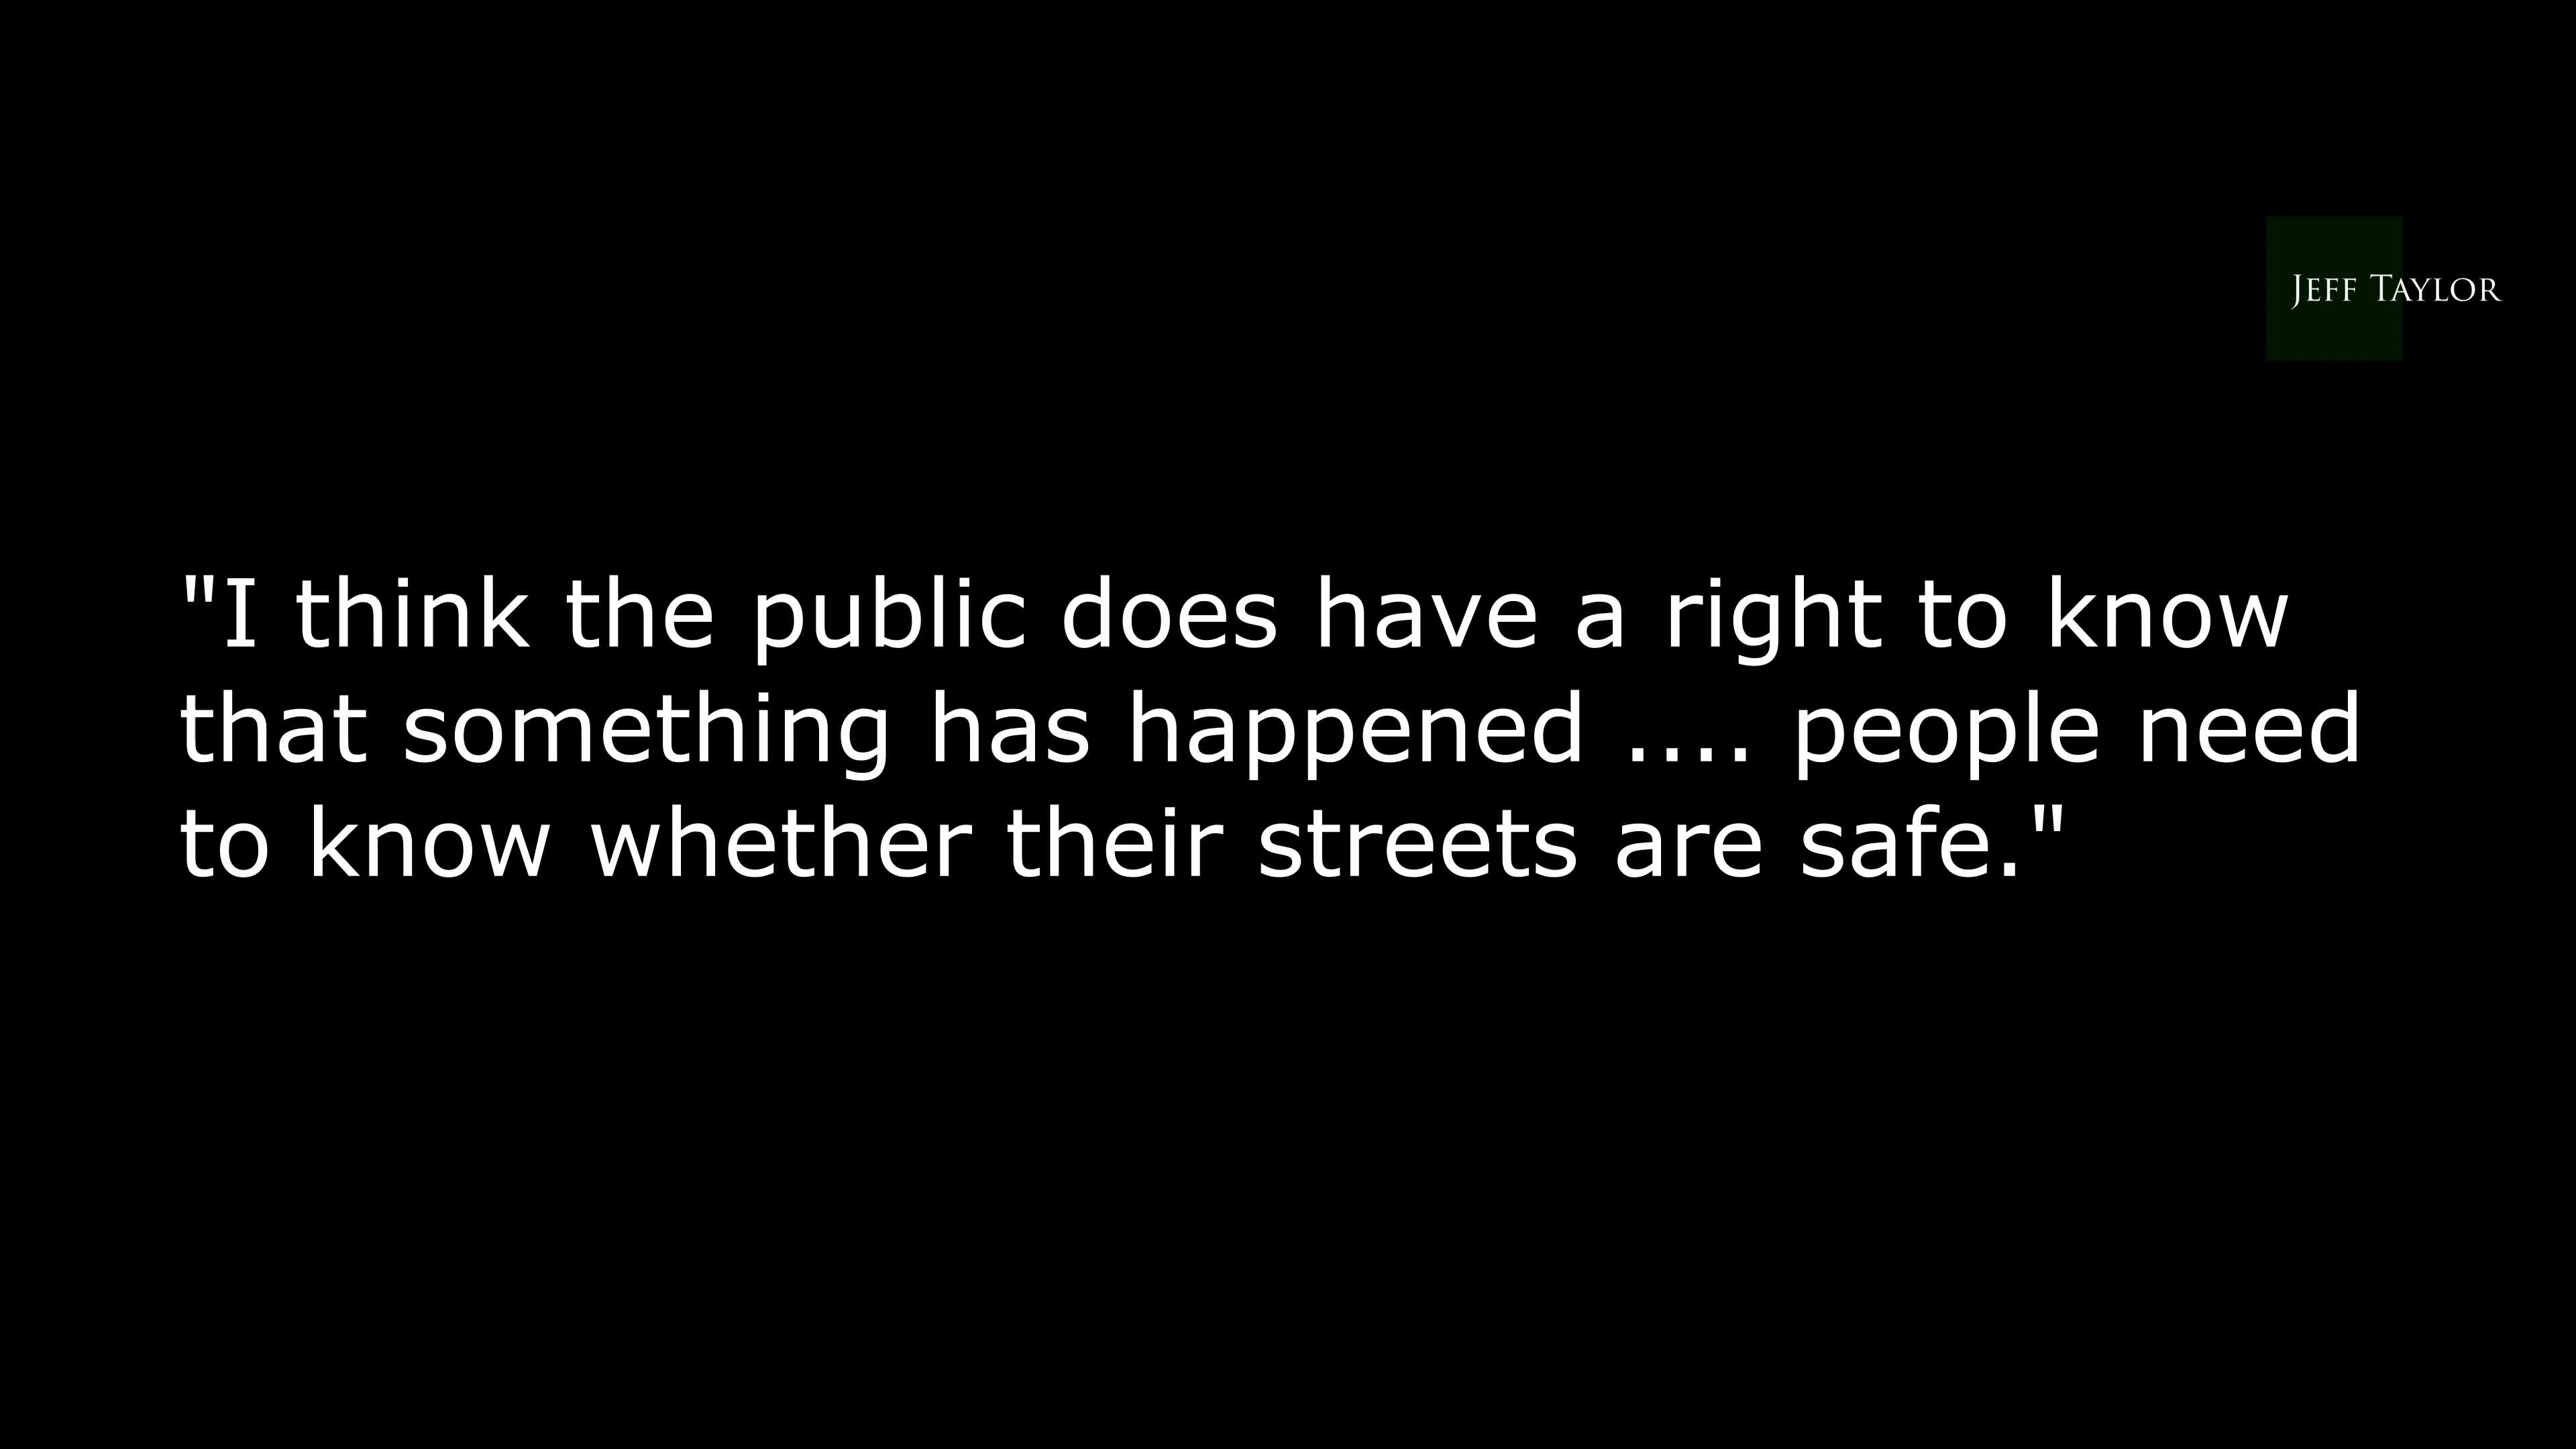 JEFF TAYLOR
"I think the public does have a right to know
that something has happened .... people need
to know whether their streets are safe."